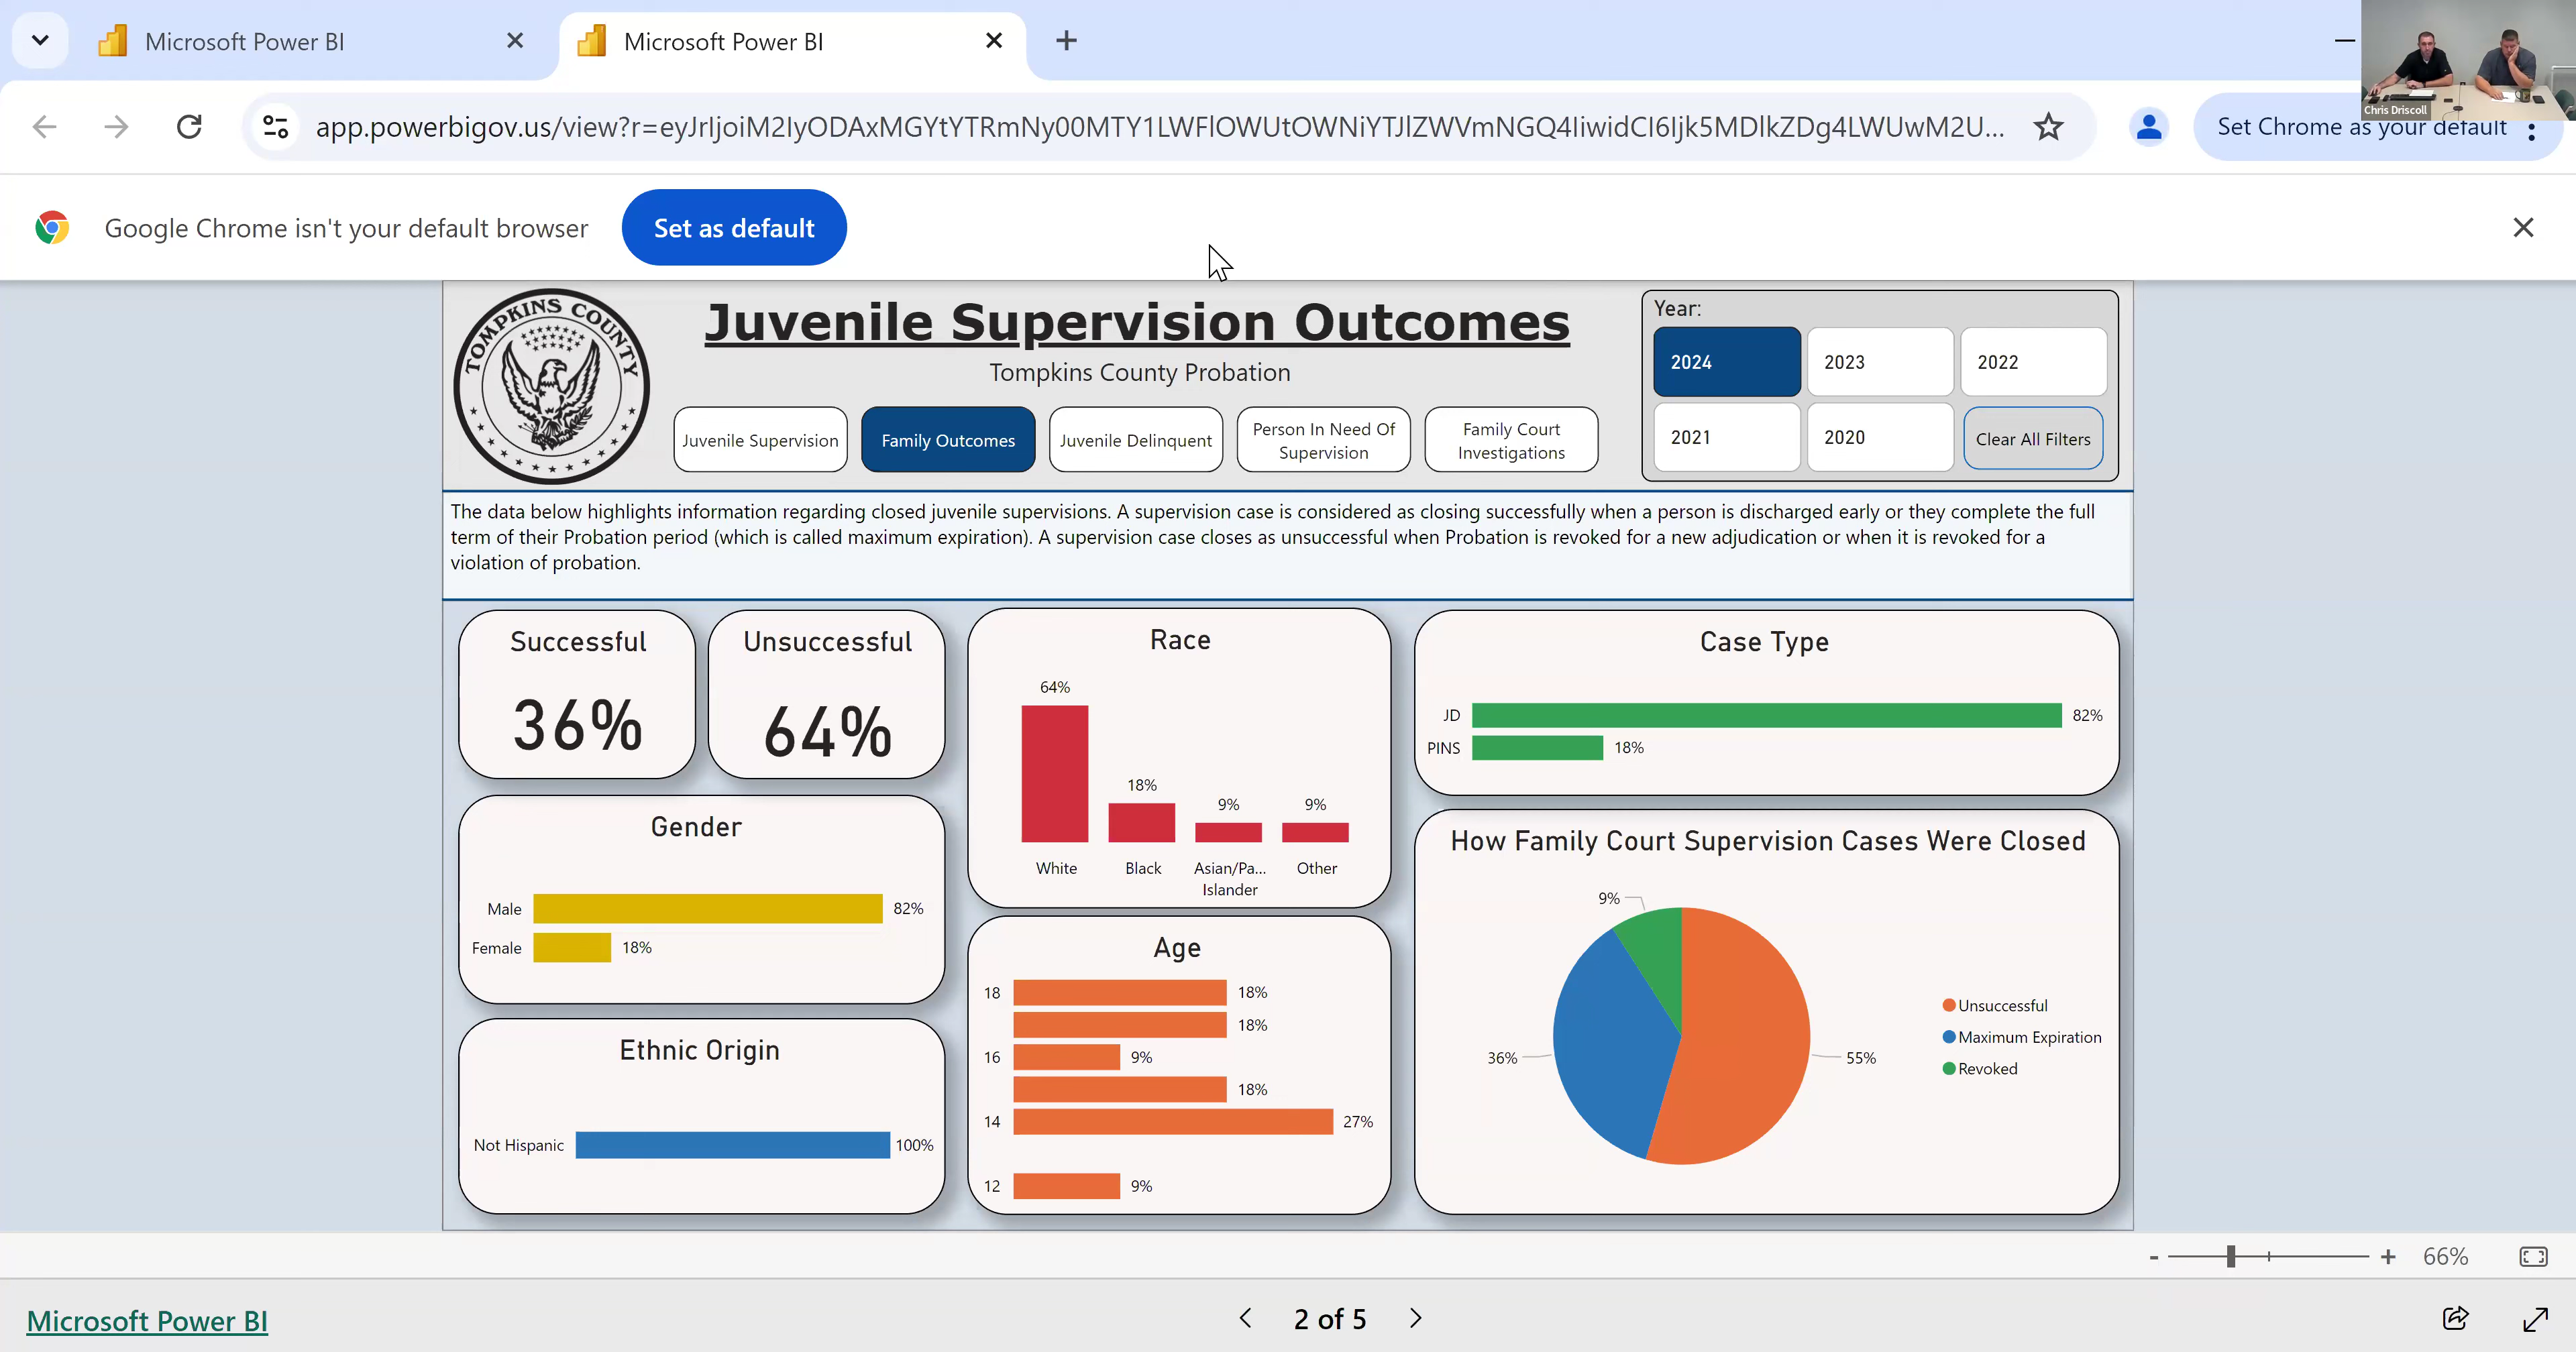 Microsoft Power BI
Microsoft Power BI
Chris Driscoll
Set Chrome as your default
Google Chrome isn't your default browser
Set as default
TOMPKINS COUNTY
Juvenile Supervision Outcomes
Tompkins County Probation
Juvenile Supervision
Family Outcomes
Juvenile Delinquent
Person In Need Of
Supervision
Family Court
Investigations
Year:
2024
2023
2022
2021
2020
Clear All Filters
The data below highlights information regarding closed juvenile supervisions. A supervision case is considered as closing successfully when a person is discharged early or they complete the full
term of their Probation period (which is called maximum expiration). A supervision case closes as unsuccessful when Probation is revoked for a new adjudication or when it is revoked for a
violation of probation.
Successful
36%
Unsuccessful
64%
Gender
Male
82%
Female
18%
Ethnic Origin
Not Hispanic
100%
Race
64%
18%
9%
9%
White
Black
Asian/Pa...
Islander
Other
Age
18
18%
18%
16
9%
18%
14
27%
12
9%
Case Type
JD
82%
PINS
18%
How Family Court Supervision Cases Were Closed
9%
36%
55%
Unsuccessful
Maximum Expiration
Revoked
- + 66%
Microsoft Power BI
2 of 5